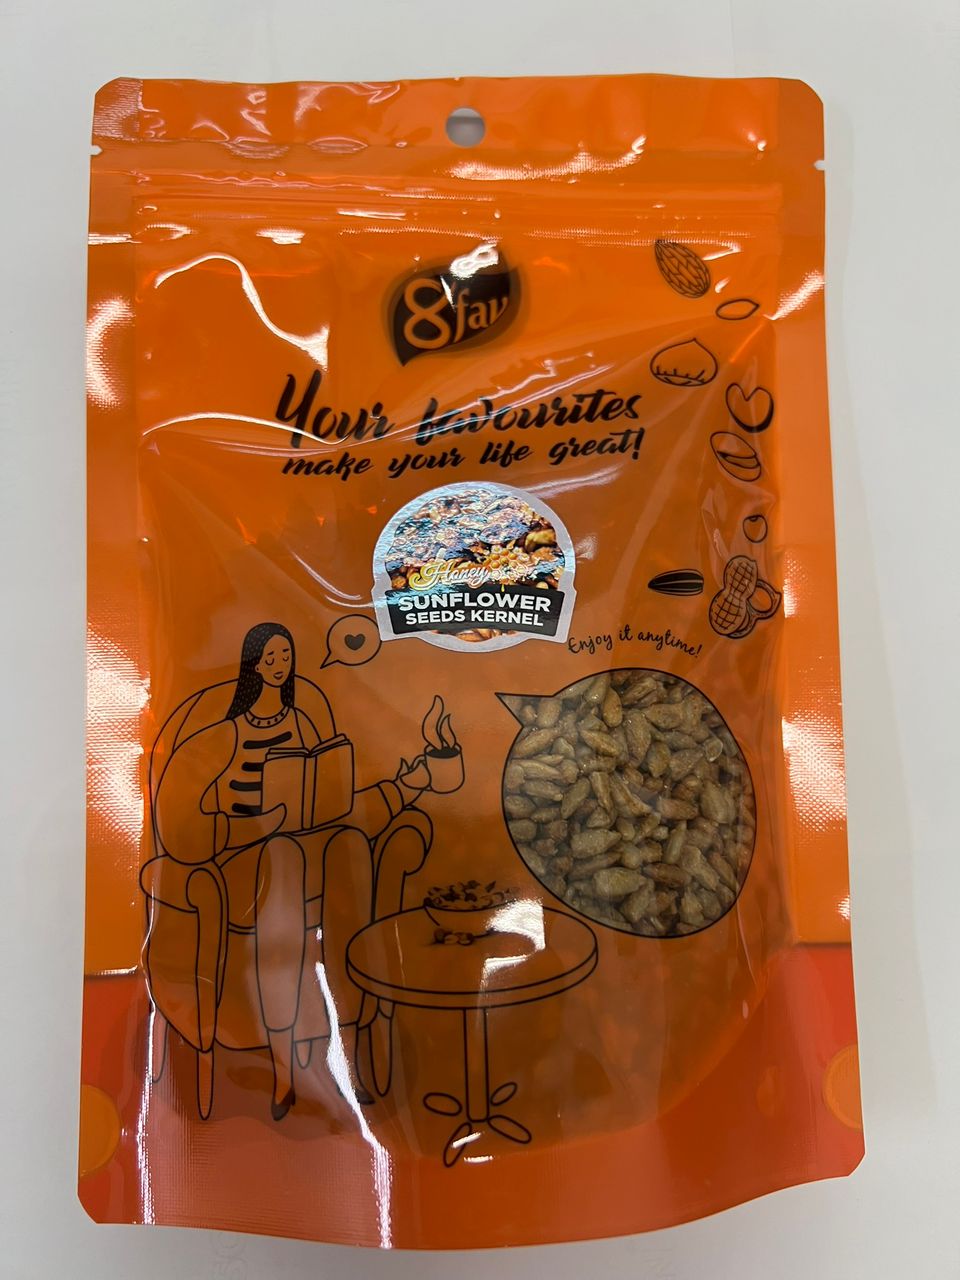 8fav
Your favourites
make your life great!
Honey
SUNFLOWER
SEEDS KERNEL
Enjoy it anytime!